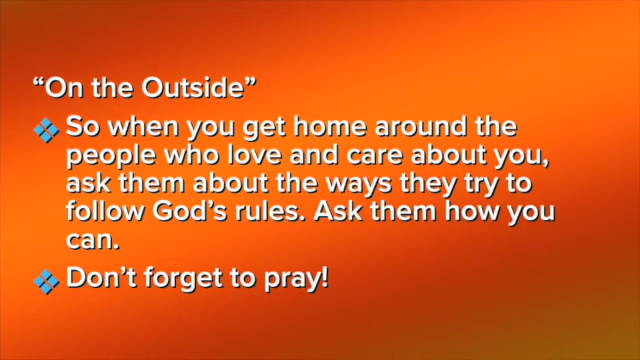 “On the Outside”
So when you get home around the
people who love and care about you,
ask them about the ways they try to
follow God’s rules. Ask them how you
can.
Don’t forget to pray!